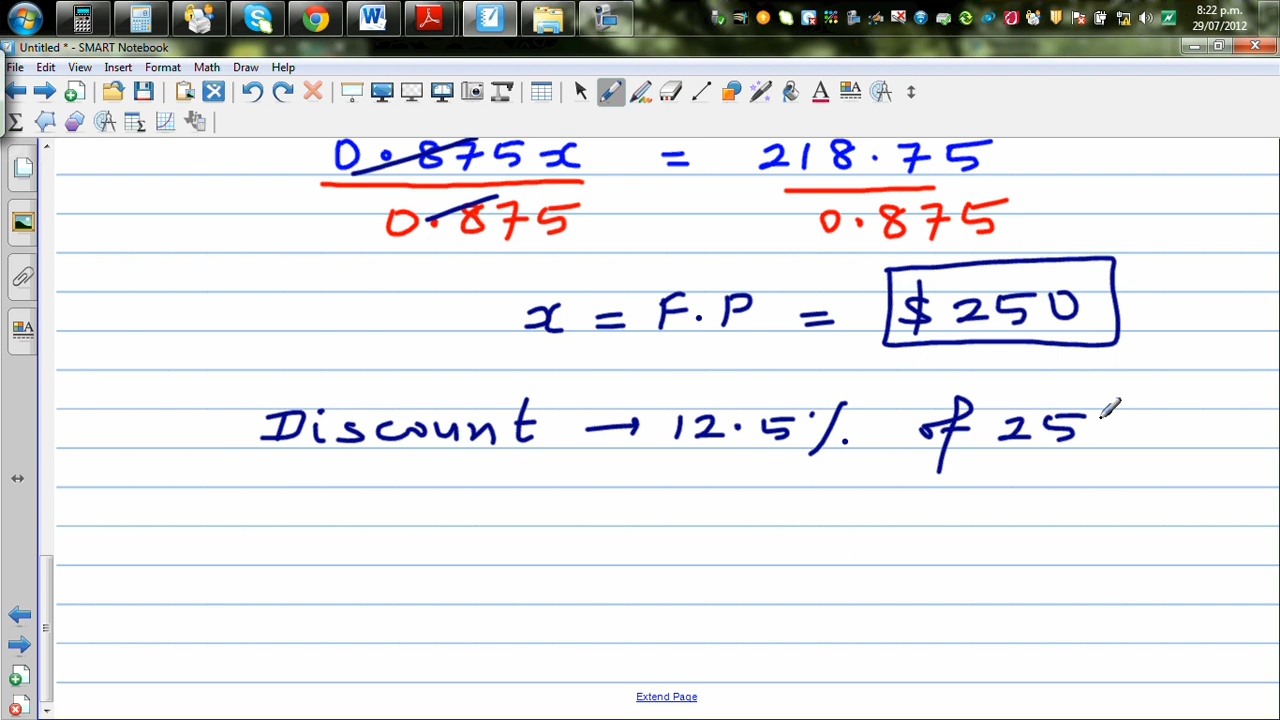 8:22 p.m.
29/07/2012
Untitled * - SMART Notebook
File Edit View Insert Format Math Draw Help
0.875x = 218.75
0.875 0.875
x = F.P = $250
Discount → 12.5% of 25
Extend Page